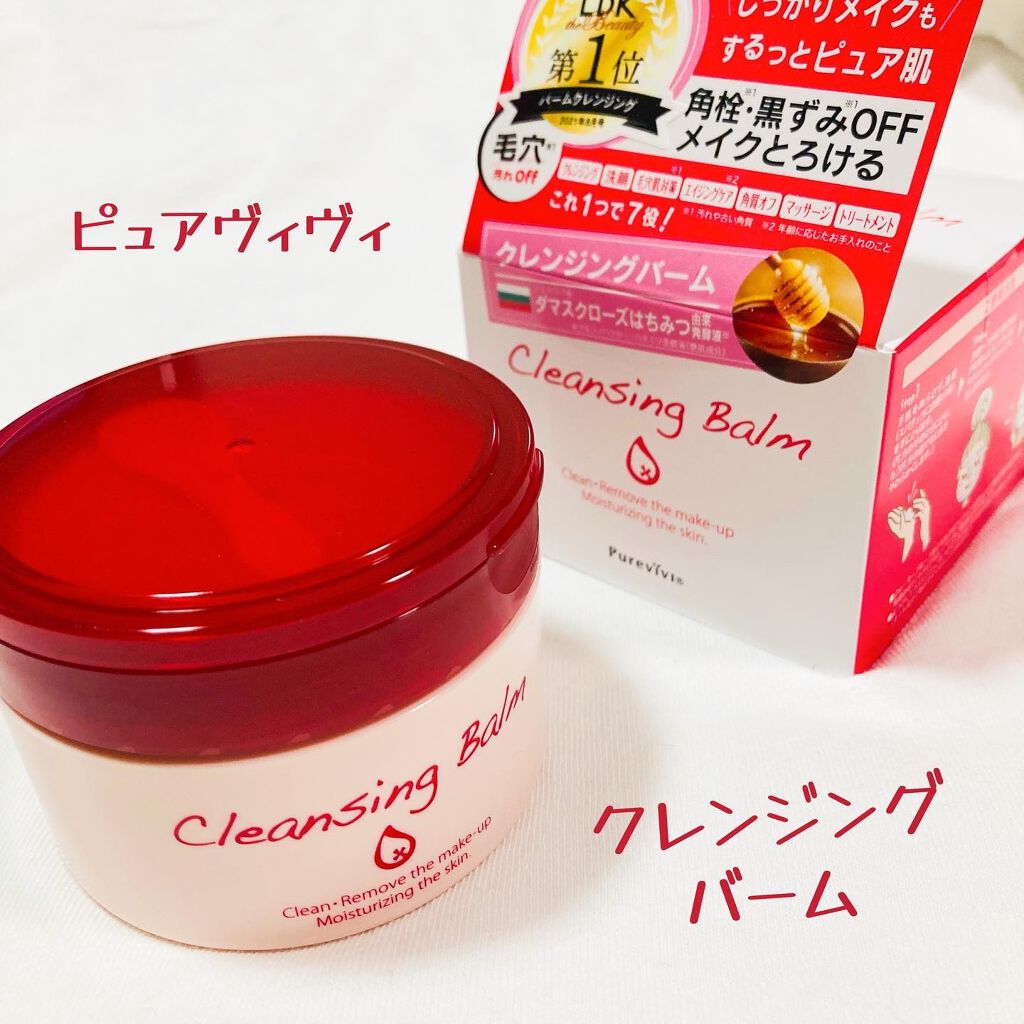 LDK
the Beauty
第1位
バームクレンジング
2021年8月号
しっかりメイクも
するっとピュア肌
※1 ※1
角栓・黒ずみOFF
メイクとろける
毛穴※1
汚れOFF
※1 ※2
クレンジング 洗顔 毛穴肌対策 エイジングケア 角質オフ マッサージ トリートメント
これ1つで7役!
※1 汚れや古い角質 ※2 年齢に応じたお手入れのこと
クレンジングバーム
ダマスクローズはちみつ由来発酵液※
Cleansing Balm
Clean・Remove the make-up
Moisturizing the skin.
Purevivi®
Step1
ピュアヴィヴィ
Cleansing Balm
Clean・Remove the make-up
Moisturizing the skin.
クレンジング
バーム